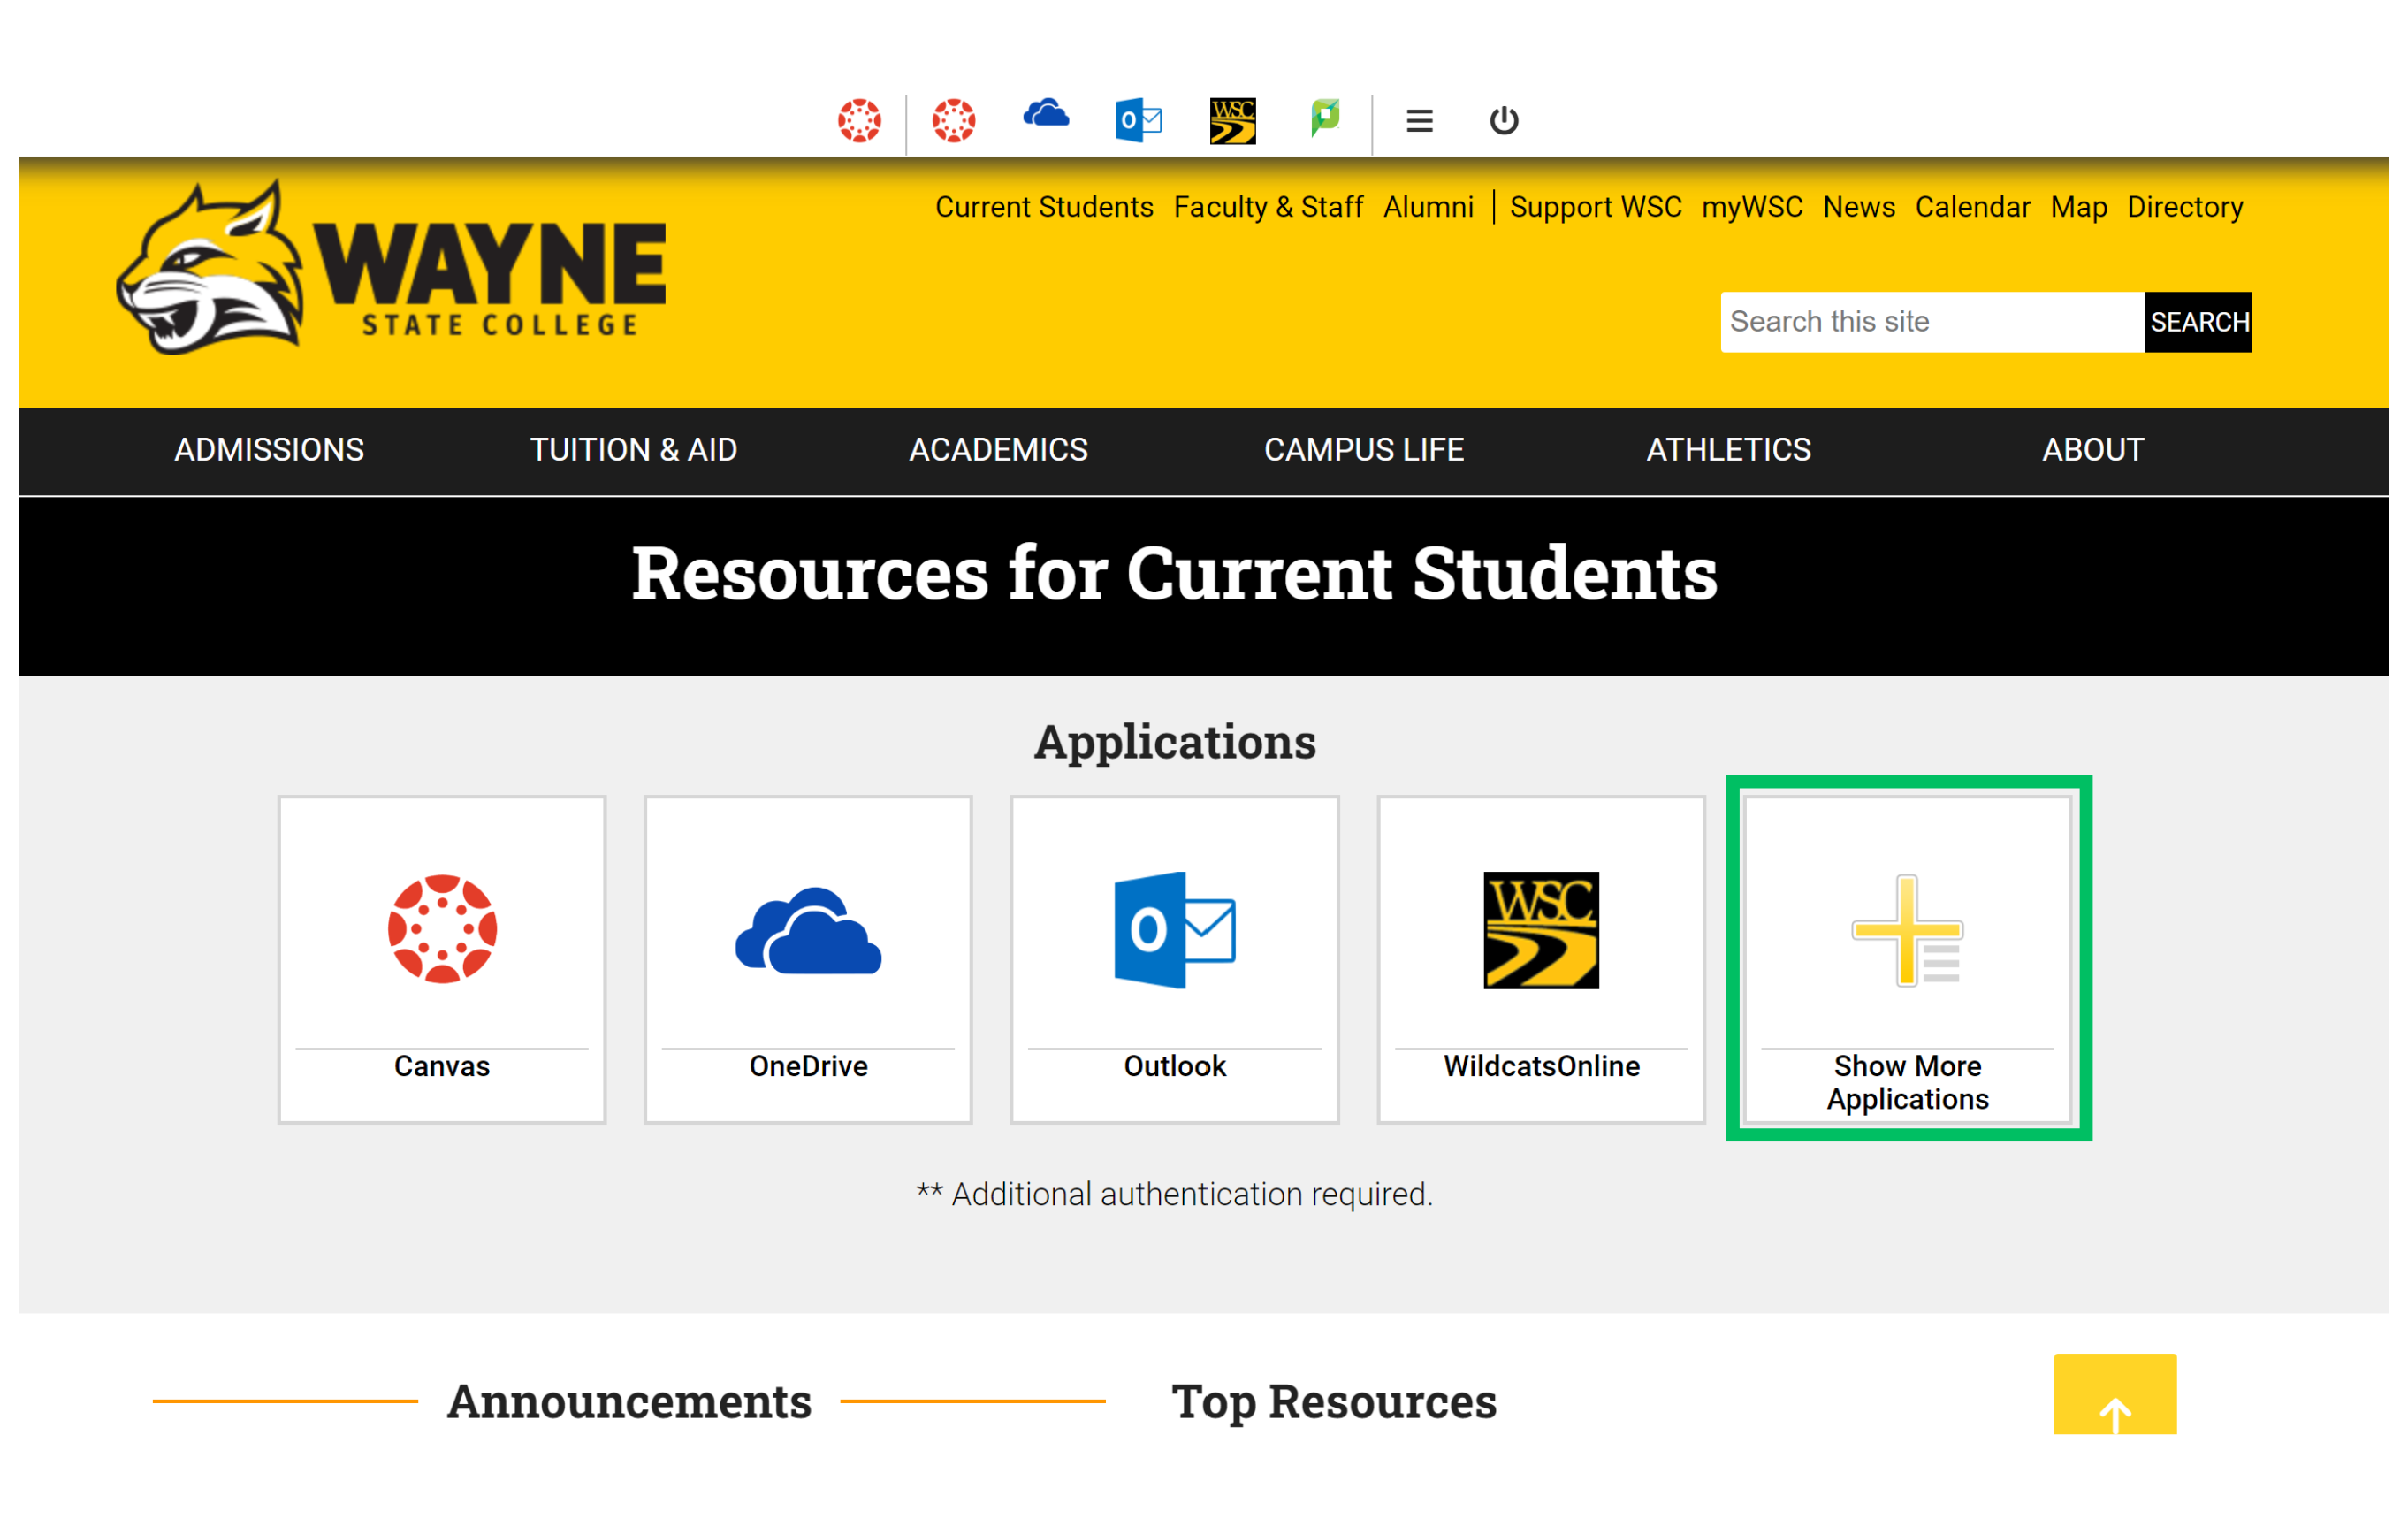 WSC
Current Students Faculty & Staff Alumni | Support WSC myWSC News Calendar Map Directory
WAYNE
STATE COLLEGE
Search this site SEARCH
ADMISSIONS TUITION & AID ACADEMICS CAMPUS LIFE ATHLETICS ABOUT
Resources for Current Students
Applications
O WSC
Canvas OneDrive Outlook WildcatsOnline Show More
Applications
** Additional authentication required.
Announcements Top Resources